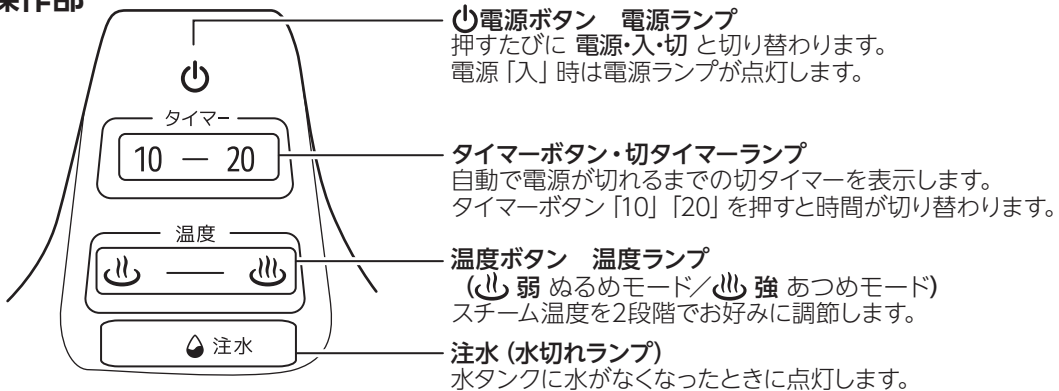 操作部
電源ボタン　電源ランプ
押すたびに 電源・入・切 と切り替わります。
電源「入」時は電源ランプが点灯します。
タイマー
10 — 20
タイマーボタン・切タイマーランプ
自動で電源が切れるまでの切タイマーを表示します。
タイマーボタン「10」「20」を押すと時間が切り替わります。
温度
温度ボタン　温度ランプ
(弱 ぬるめモード／強 あつめモード)
スチーム温度を2段階でお好みに調節します。
注水
注水（水切れランプ）
水タンクに水がなくなったときに点灯します。